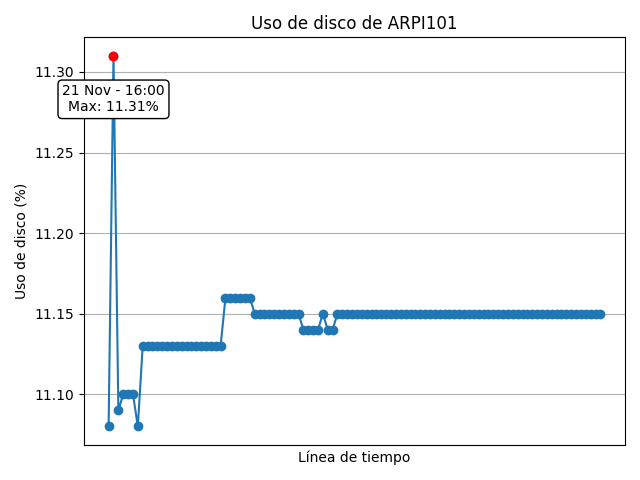 Uso de disco de ARPI101
11.30
21 Nov - 16:00
Max: 11.31%
11.25
11.20
11.15
11.10
Uso de disco (%)
Línea de tiempo